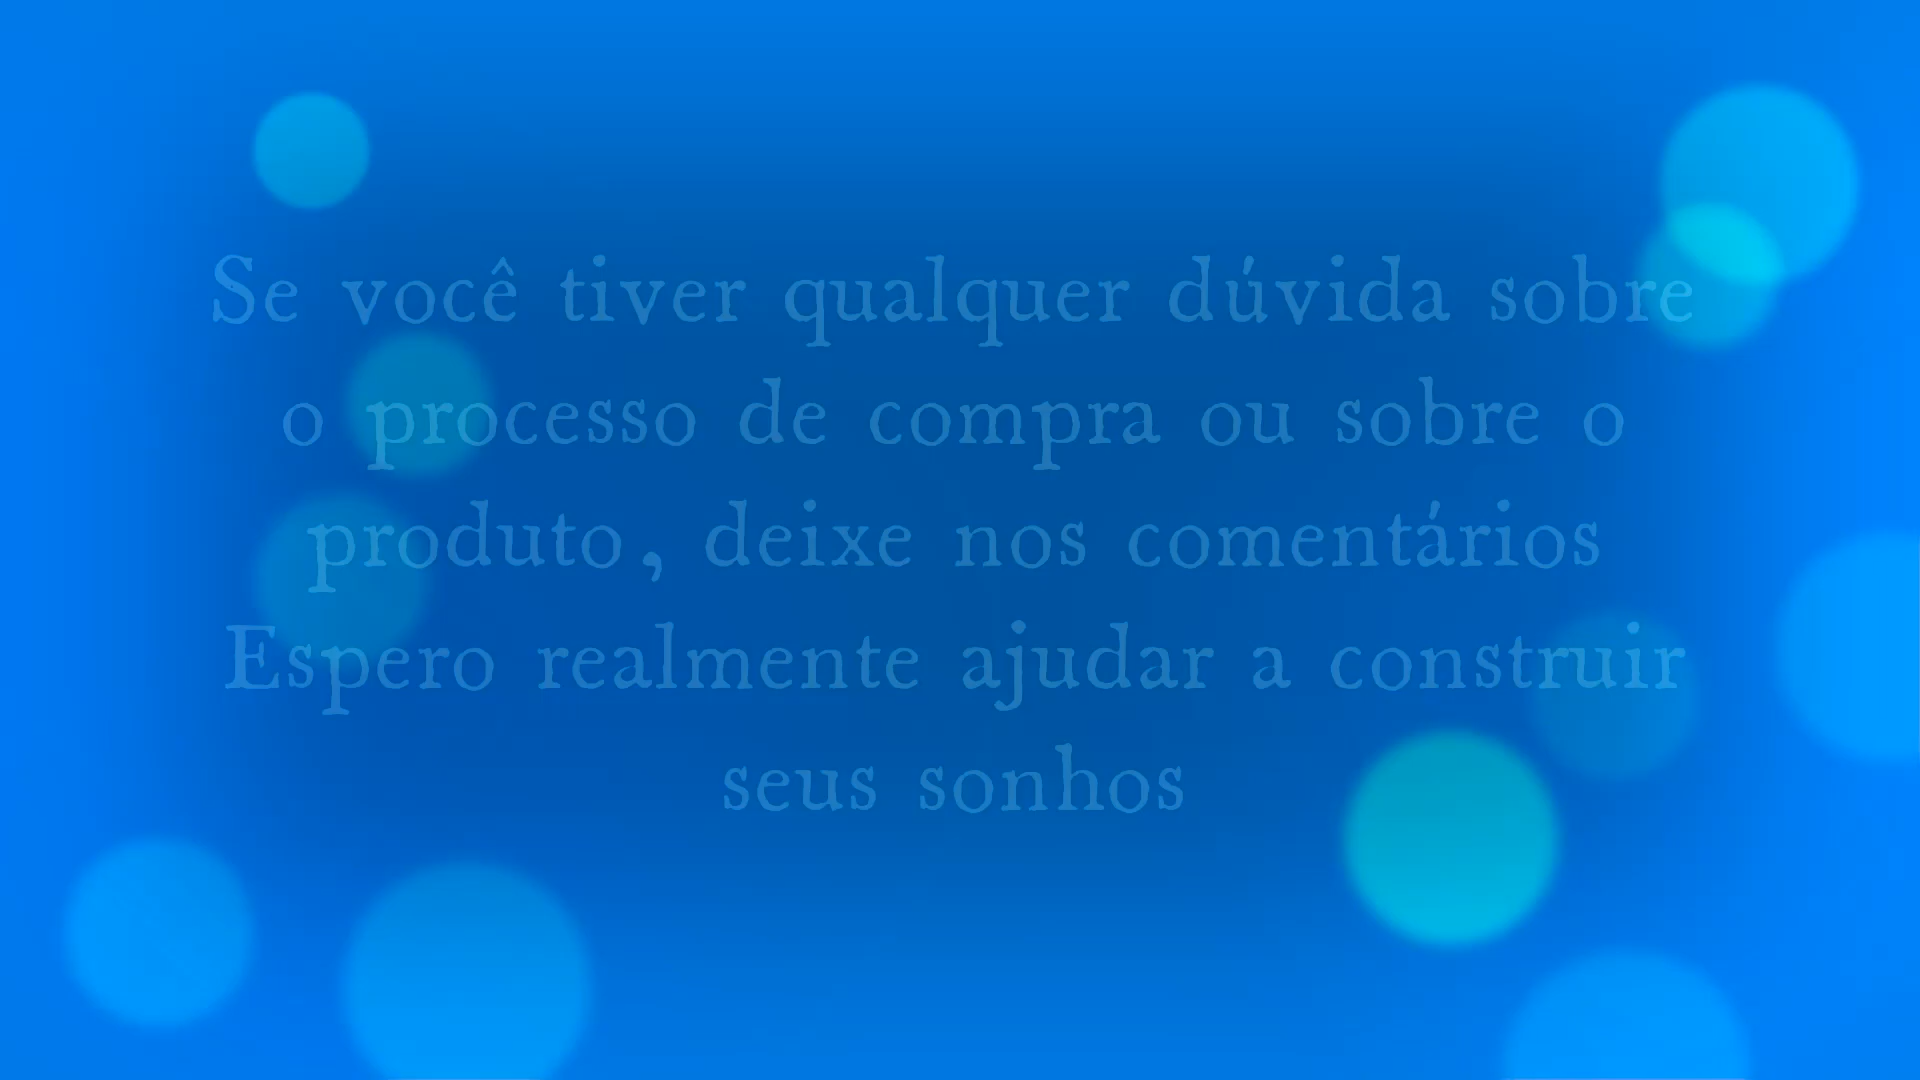 Se você tiver qualquer dúvida sobre
o processo de compra ou sobre o
produto, deixe nos comentários
Espero realmente ajudar a construir
seus sonhos